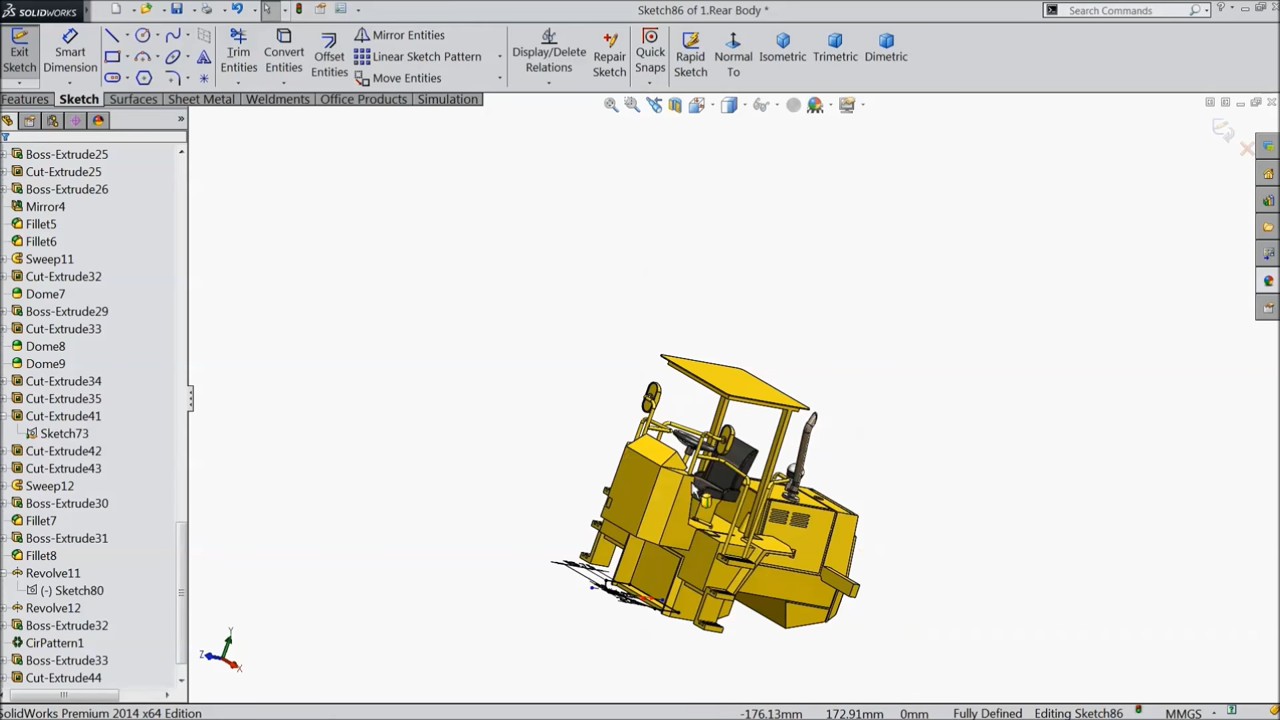 SOLIDWORKS
Sketch86 of 1.Rear Body *
Search Commands
Exit Sketch
Smart Dimension
Trim Entities
Convert Entities
Offset Entities
Mirror Entities
Linear Sketch Pattern
Move Entities
Display/Delete Relations
Repair Sketch
Quick Snaps
Rapid Sketch
Normal To
Isometric
Trimetric
Dimetric
Features Sketch Surfaces Sheet Metal Weldments Office Products Simulation
Boss-Extrude25
Cut-Extrude25
Boss-Extrude26
Mirror4
Fillet5
Fillet6
Sweep11
Cut-Extrude32
Dome7
Boss-Extrude29
Cut-Extrude33
Dome8
Dome9
Cut-Extrude34
Cut-Extrude35
Cut-Extrude41
Sketch73
Cut-Extrude42
Cut-Extrude43
Sweep12
Boss-Extrude30
Fillet7
Boss-Extrude31
Fillet8
Revolve11
(-) Sketch80
Revolve12
Boss-Extrude32
CirPattern1
Boss-Extrude33
Cut-Extrude44
Y
Z
X
SolidWorks Premium 2014 x64 Edition
-176.13mm 172.91mm 0mm Fully Defined Editing Sketch86 MMGS